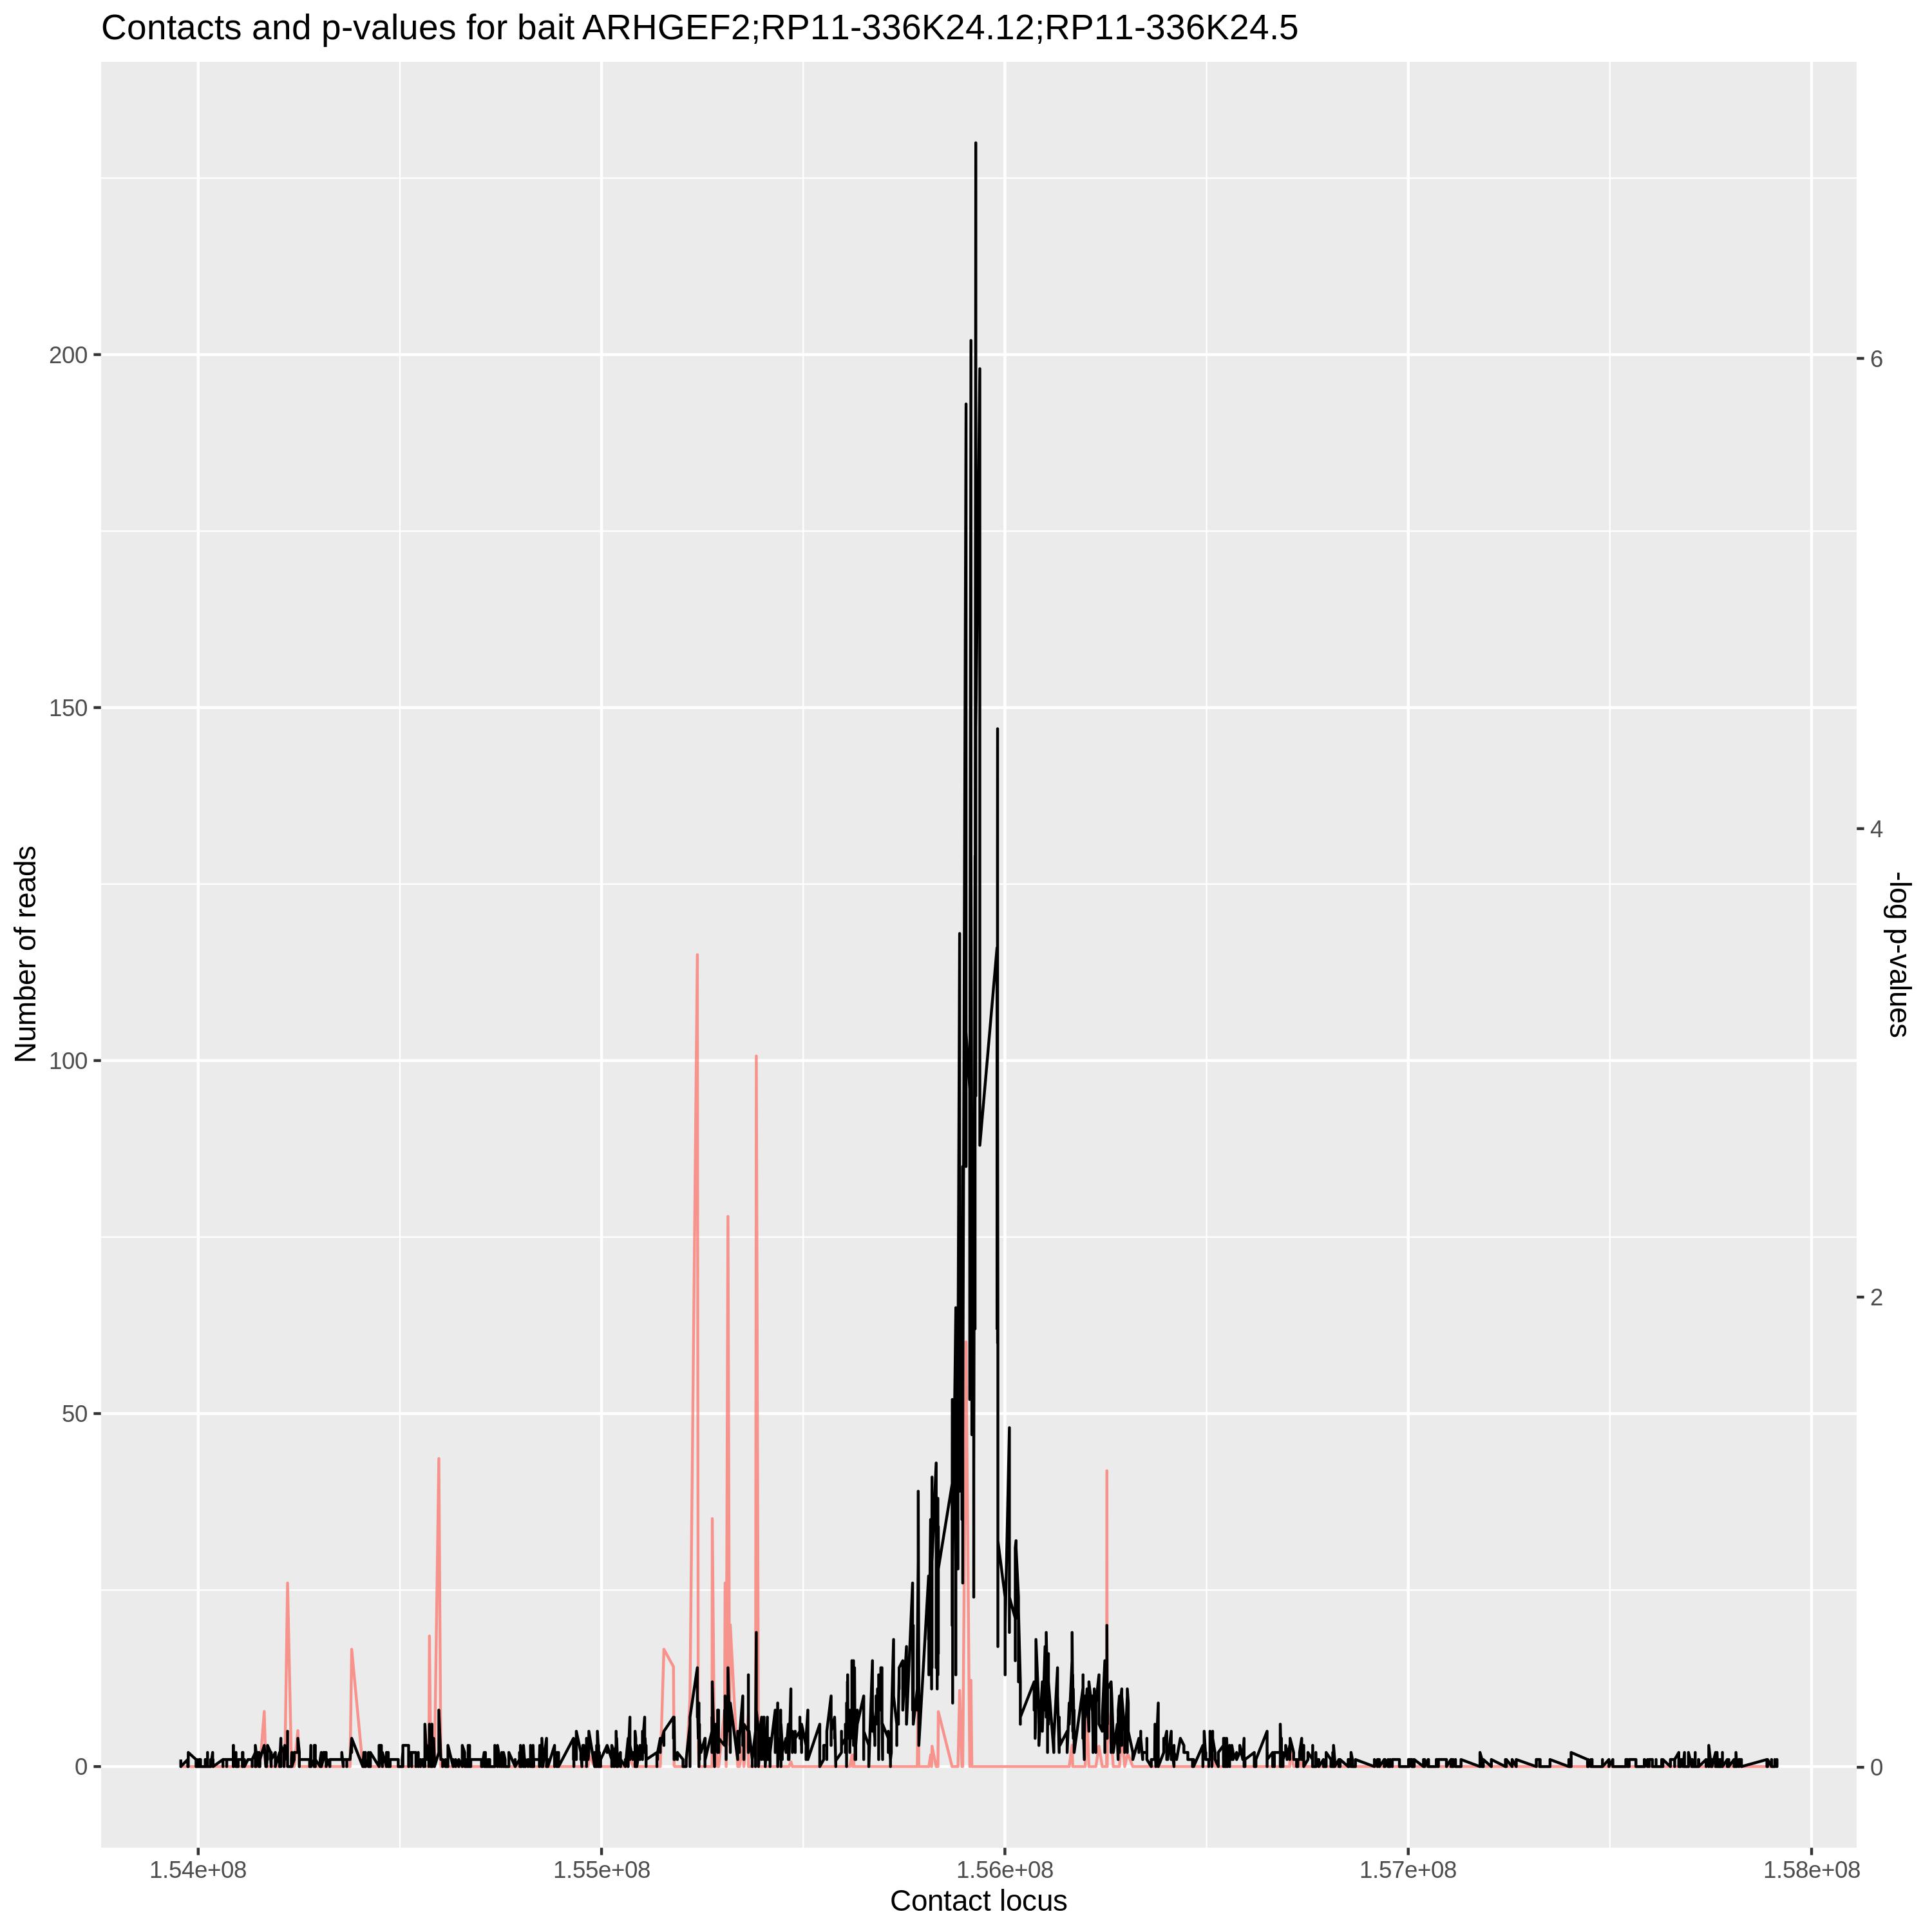 Contacts and p-values for bait ARHGEF2;RP11-336K24.12;RP11-336K24.5
Number of reads
200
150
100
50
0
6
4
2
0
-log p-values
1.54e+08 1.55e+08 1.56e+08 1.57e+08 1.58e+08
Contact locus